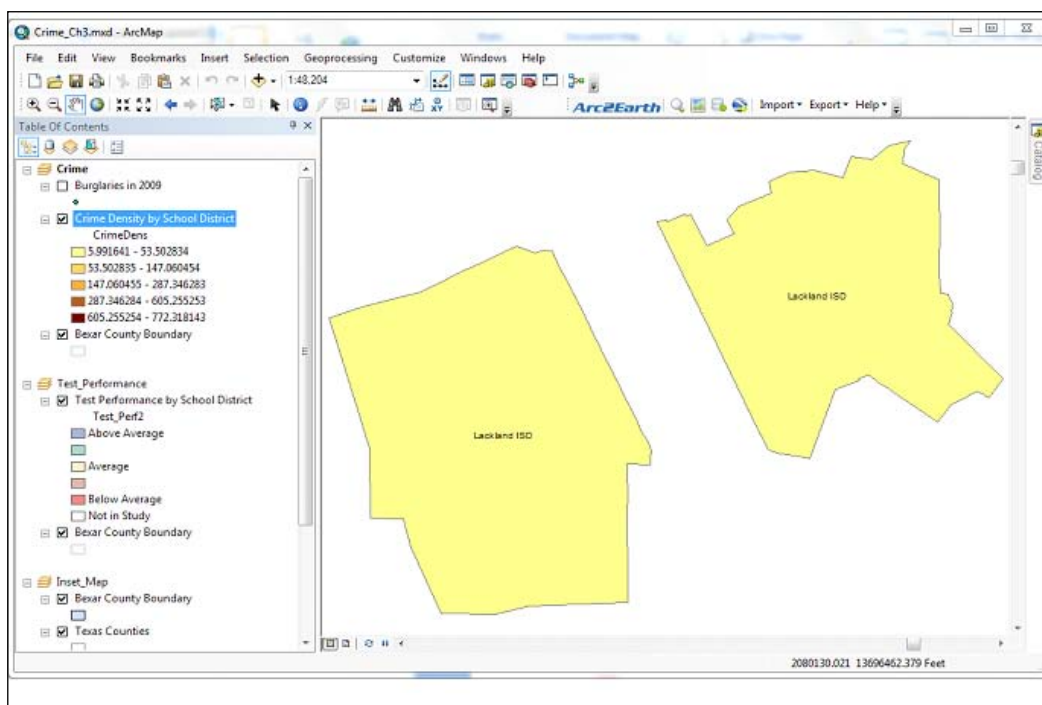 Crime_Ch3.mxd - ArcMap
File Edit View Bookmarks Insert Selection Geoprocessing Customize Windows Help
1:48,204
Arc2Earth Import Export Help
Table Of Contents
Crime
Burglaries in 2009
Crime Density by School District
CrimeDens
5.991641 - 53.502834
53.502835 - 147.060454
147.060455 - 287.346283
287.346284 - 605.255253
605.255254 - 772.318143
Bexar County Boundary
Test_Performance
Test Performance by School District
Test_Perf2
Above Average
Average
Below Average
Not in Study
Bexar County Boundary
Inset_Map
Bexar County Boundary
Texas Counties
Lackland ISD
Lackland ISD
Catalog
2080130.021 13696462.379 Feet